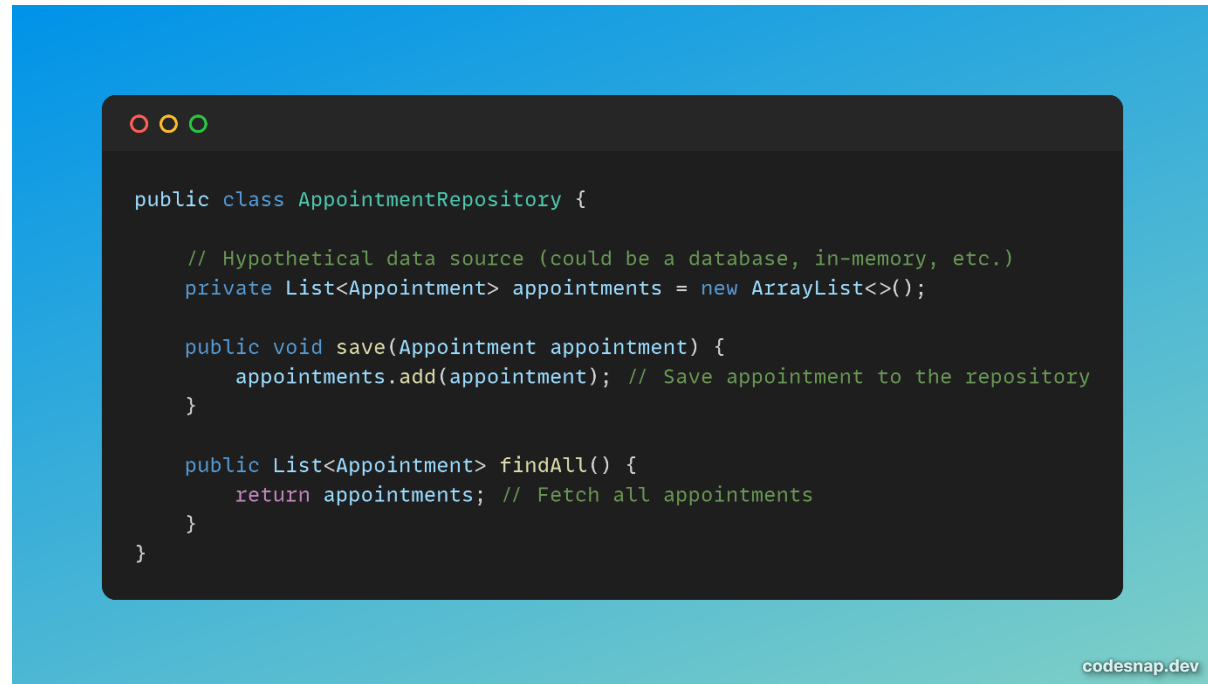 public class AppointmentRepository {
// Hypothetical data source (could be a database, in-memory, etc.)
private List<Appointment> appointments = new ArrayList<>();
public void save(Appointment appointment) {
appointments.add(appointment); // Save appointment to the repository
}
public List<Appointment> findAll() {
return appointments; // Fetch all appointments
}
}
codesnap.dev